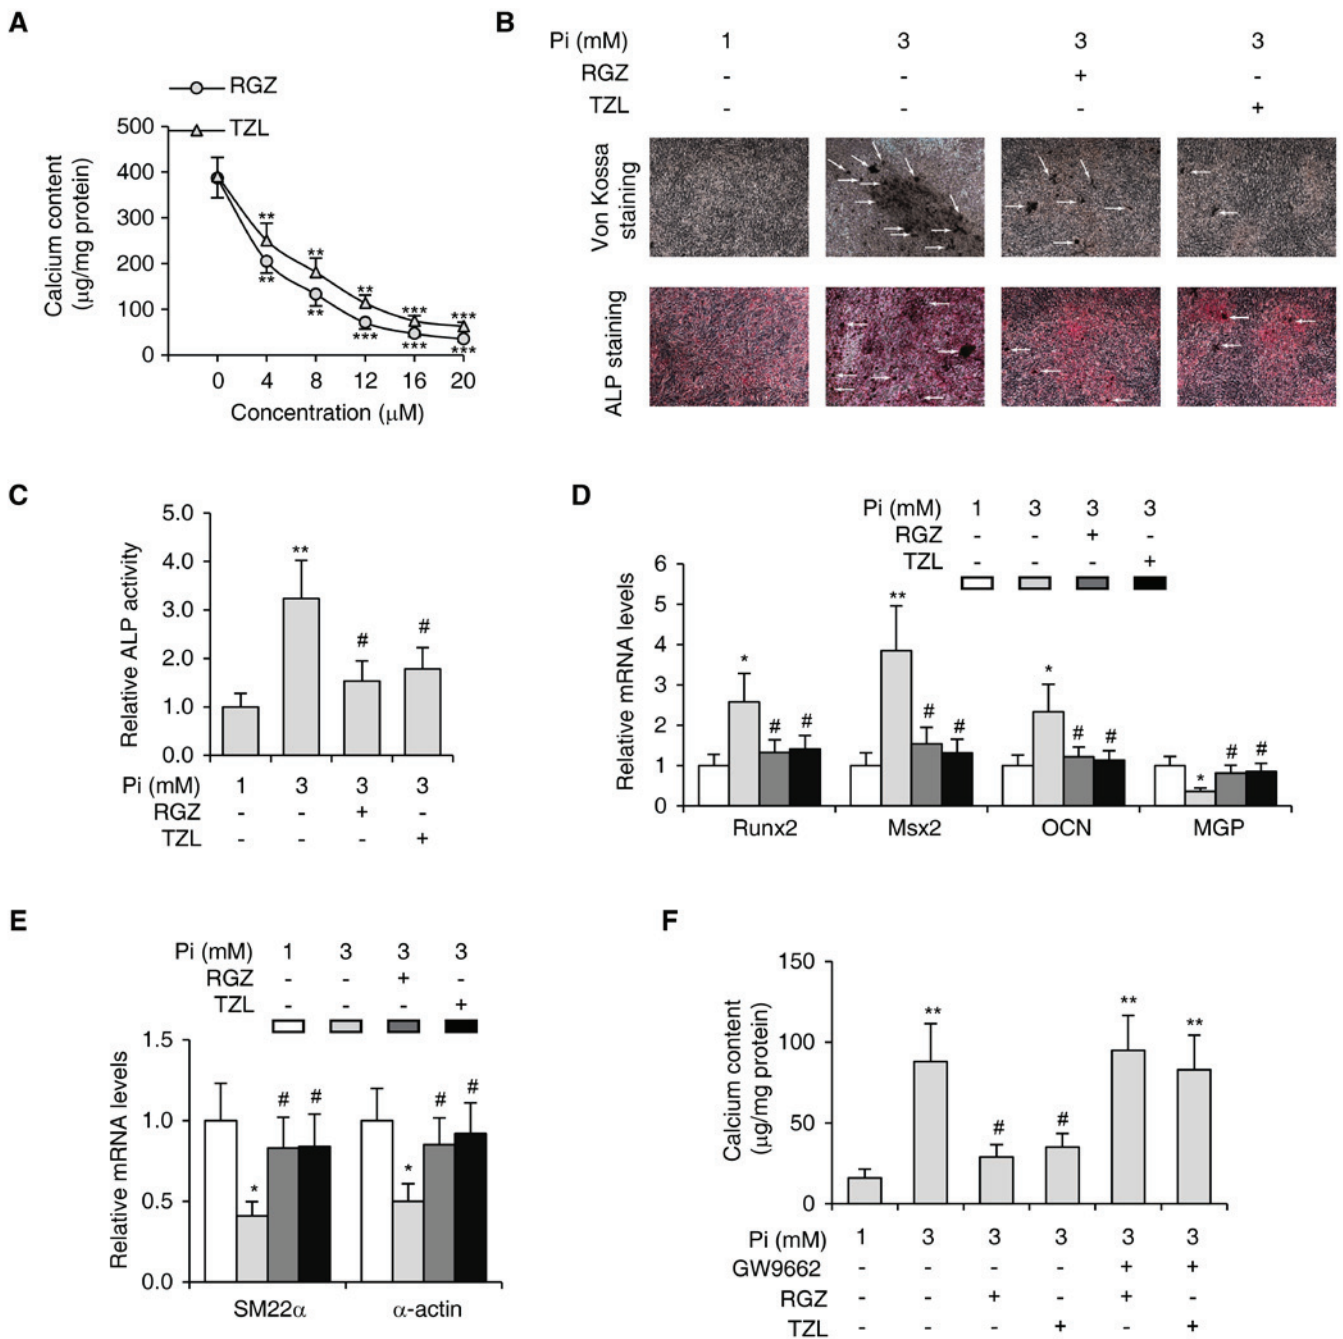 A
RGZ
TZL
500
400
300
200
100
0
Calcium content
(µg/mg protein)
**
**
**
***
***
**
**
***
***
***
0 4 8 12 16 20
Concentration (µM)
B
Pi (mM) 1 3 3 3
RGZ - - + -
TZL - - - +
Von Kossa
staining
ALP staining
C
5.0
4.0
3.0
2.0
1.0
0.0
Relative ALP activity
**
#
#
Pi (mM) 1 3 3 3
RGZ - - + -
TZL - - - +
D
Pi (mM) 1 3 3 3
RGZ - - + -
TZL - - - +
6
5
4
3
2
1
0
Relative mRNA levels
* # #
** # #
* # #
* # #
Runx2 Msx2 OCN MGP
E
Pi (mM) 1 3 3 3
RGZ - - + -
TZL - - - +
1.5
1.0
0.5
0.0
Relative mRNA levels
* # #
* # #
SM22α α-actin
F
150
100
50
0
Calcium content
(µg/mg protein)
** # # ** **
Pi (mM) 1 3 3 3 3 3
GW9662 - - - - + +
RGZ - - + - + -
TZL - - - + - +